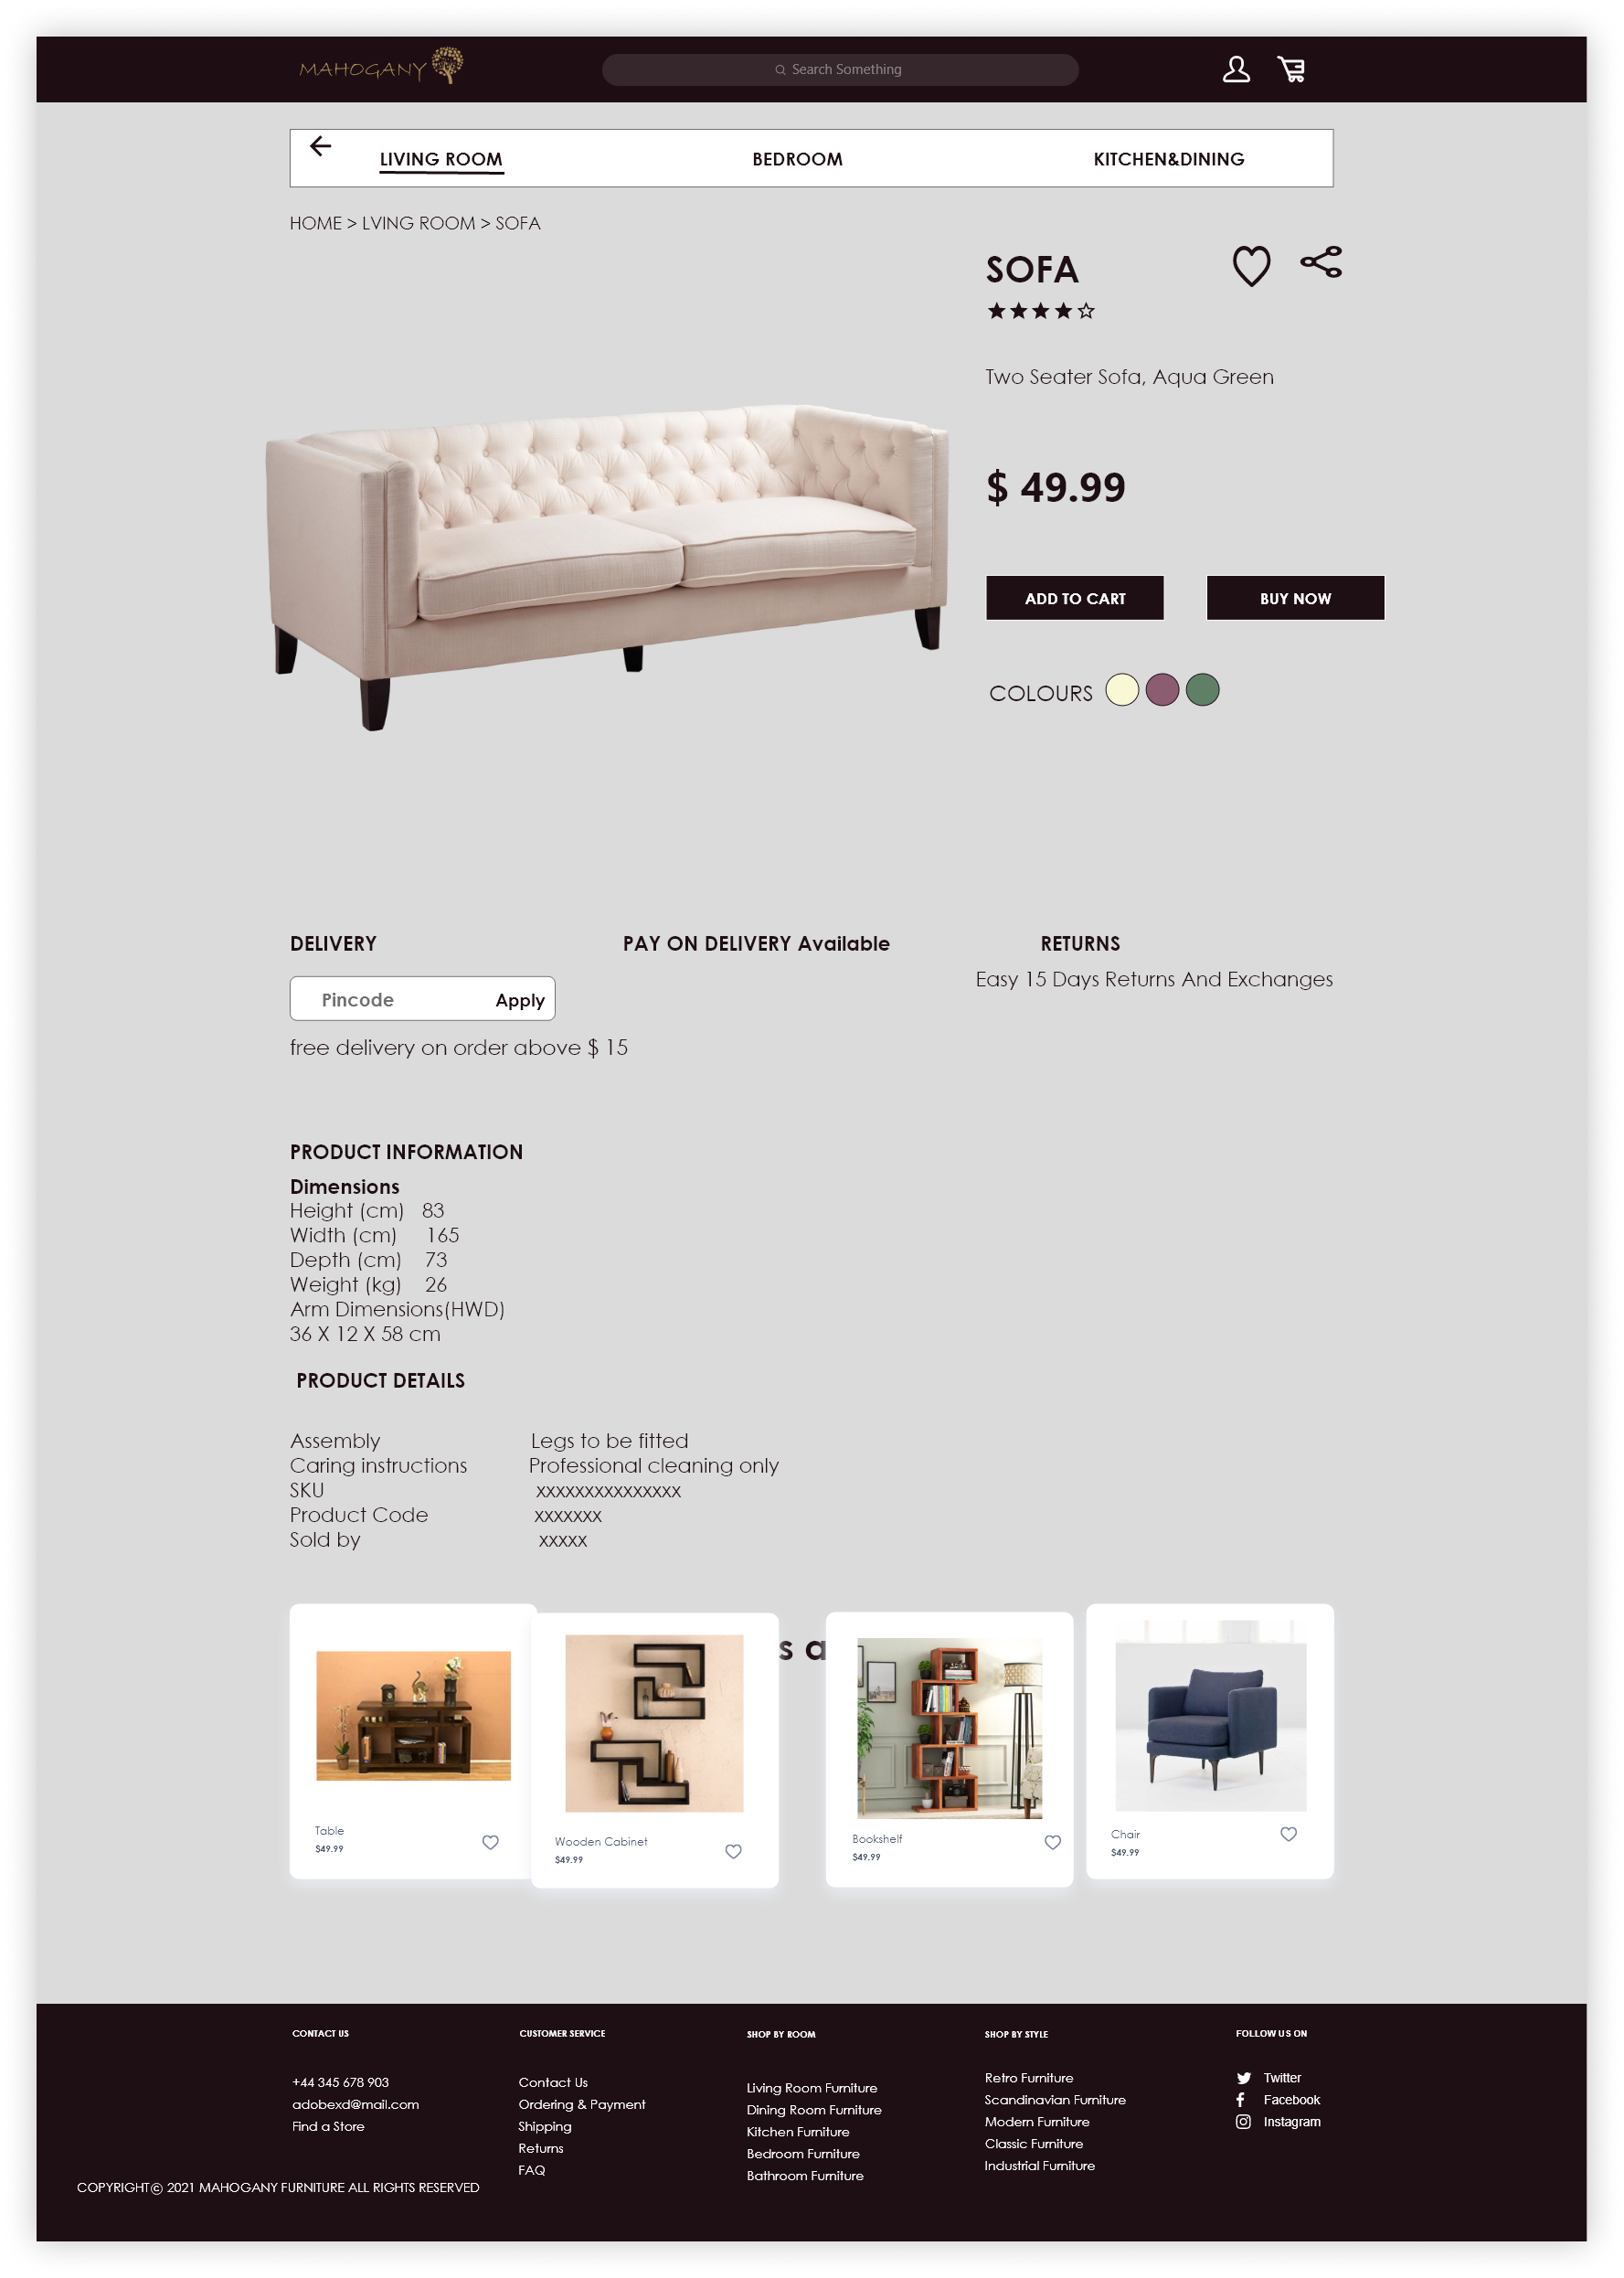 MAHOGANY
Search Something
LIVING ROOM
BEDROOM
KITCHEN&DINING
HOME > LVING ROOM > SOFA
SOFA
Two Seater Sofa, Aqua Green
$ 49.99
ADD TO CART
BUY NOW
COLOURS
DELIVERY
PAY ON DELIVERY Available
RETURNS
Easy 15 Days Returns And Exchanges
Pincode
Apply
free delivery on order above $ 15
PRODUCT INFORMATION
Dimensions
Height (cm) 83
Width (cm) 165
Depth (cm) 73
Weight (kg) 26
Arm Dimensions(HWD)
36 X 12 X 58 cm
PRODUCT DETAILS
Assembly Legs to be fitted
Caring instructions Professional cleaning only
SKU xxxxxxxxxxxxxxx
Product Code xxxxxxx
Sold by xxxxx
s a
Table
$49.99
Wooden Cabinet
$49.99
Bookshelf
$49.99
Chair
$49.99
CONTACT US
+44 345 678 903
adobexd@mail.com
Find a Store
CUSTOMER SERVICE
Contact Us
Ordering & Payment
Shipping
Returns
FAQ
SHOP BY ROOM
Living Room Furniture
Dining Room Furniture
Kitchen Furniture
Bedroom Furniture
Bathroom Furniture
SHOP BY STYLE
Retro Furniture
Scandinavian Furniture
Modern Furniture
Classic Furniture
Industrial Furniture
FOLLOW US ON
Twitter
Facebook
Instagram
COPYRIGHT© 2021 MAHOGANY FURNITURE ALL RIGHTS RESERVED